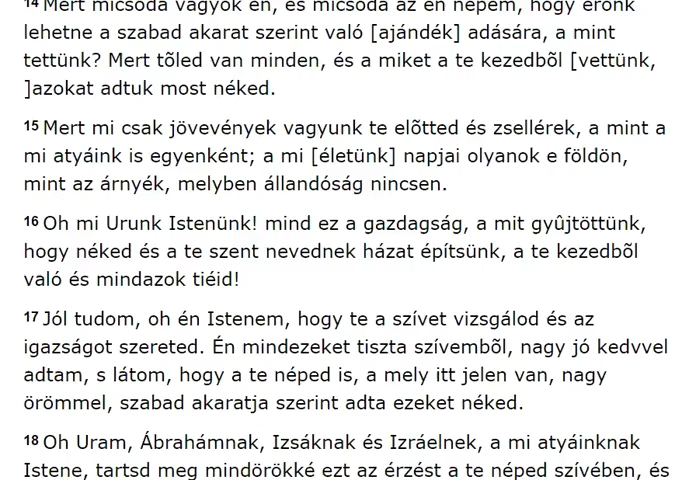 14 Mert micsoda vagyok én, és micsoda az én népem, hogy erőnk
lehetne a szabad akarat szerint való [ajándék] adására, a mint
tettünk? Mert tõled van minden, és a miket a te kezedbõl [vettünk,
]azokat adtuk most néked.
15 Mert mi csak jövevények vagyunk te elõtted és zsellérek, a mint a
mi atyáink is egyenként; a mi [életünk] napjai olyanok e földön,
mint az árnyék, melyben állandóság nincsen.
16 Oh mi Urunk Istenünk! mind ez a gazdagság, a mit gyûjtöttünk,
hogy néked és a te szent nevednek házat építsünk, a te kezedbõl
való és mindazok tiéid!
17 Jól tudom, oh én Istenem, hogy te a szívet vizsgálod és az
igazságot szereted. Én mindezeket tiszta szívembõl, nagy jó kedvvel
adtam, s látom, hogy a te néped is, a mely itt jelen van, nagy
örömmel, szabad akaratja szerint adta ezeket néked.
18 Oh Uram, Ábrahámnak, Izsáknak és Izráelnek, a mi atyáinknak
Istene, tartsd meg mindörökké ezt az érzést a te néped szívében, és